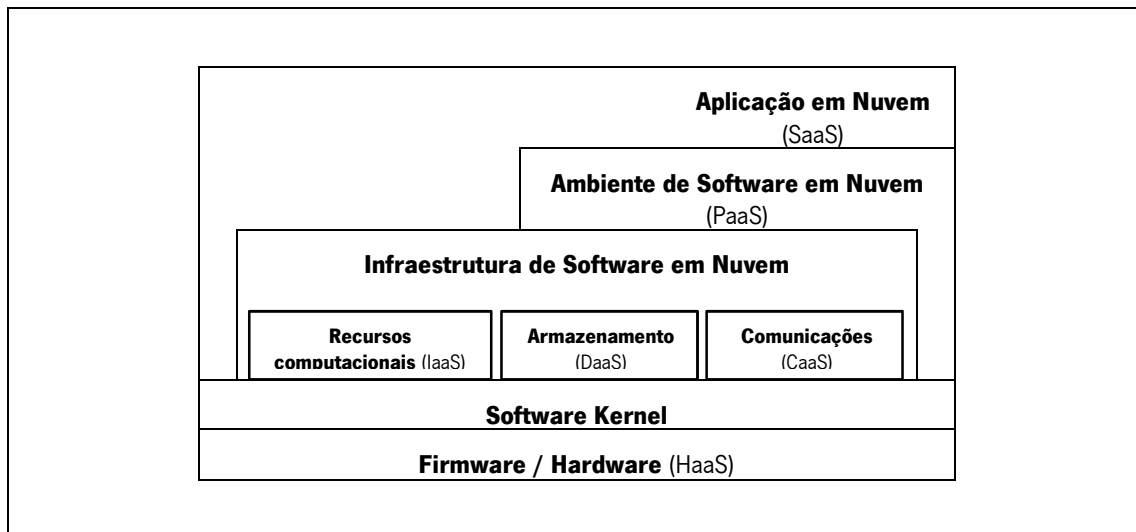 Aplicação em Nuvem
(SaaS)
Ambiente de Software em Nuvem
(PaaS)
Infraestrutura de Software em Nuvem
Recursos
computacionais (IaaS)
Armazenamento
(DaaS)
Comunicações
(CaaS)
Software Kernel
Firmware / Hardware (HaaS)